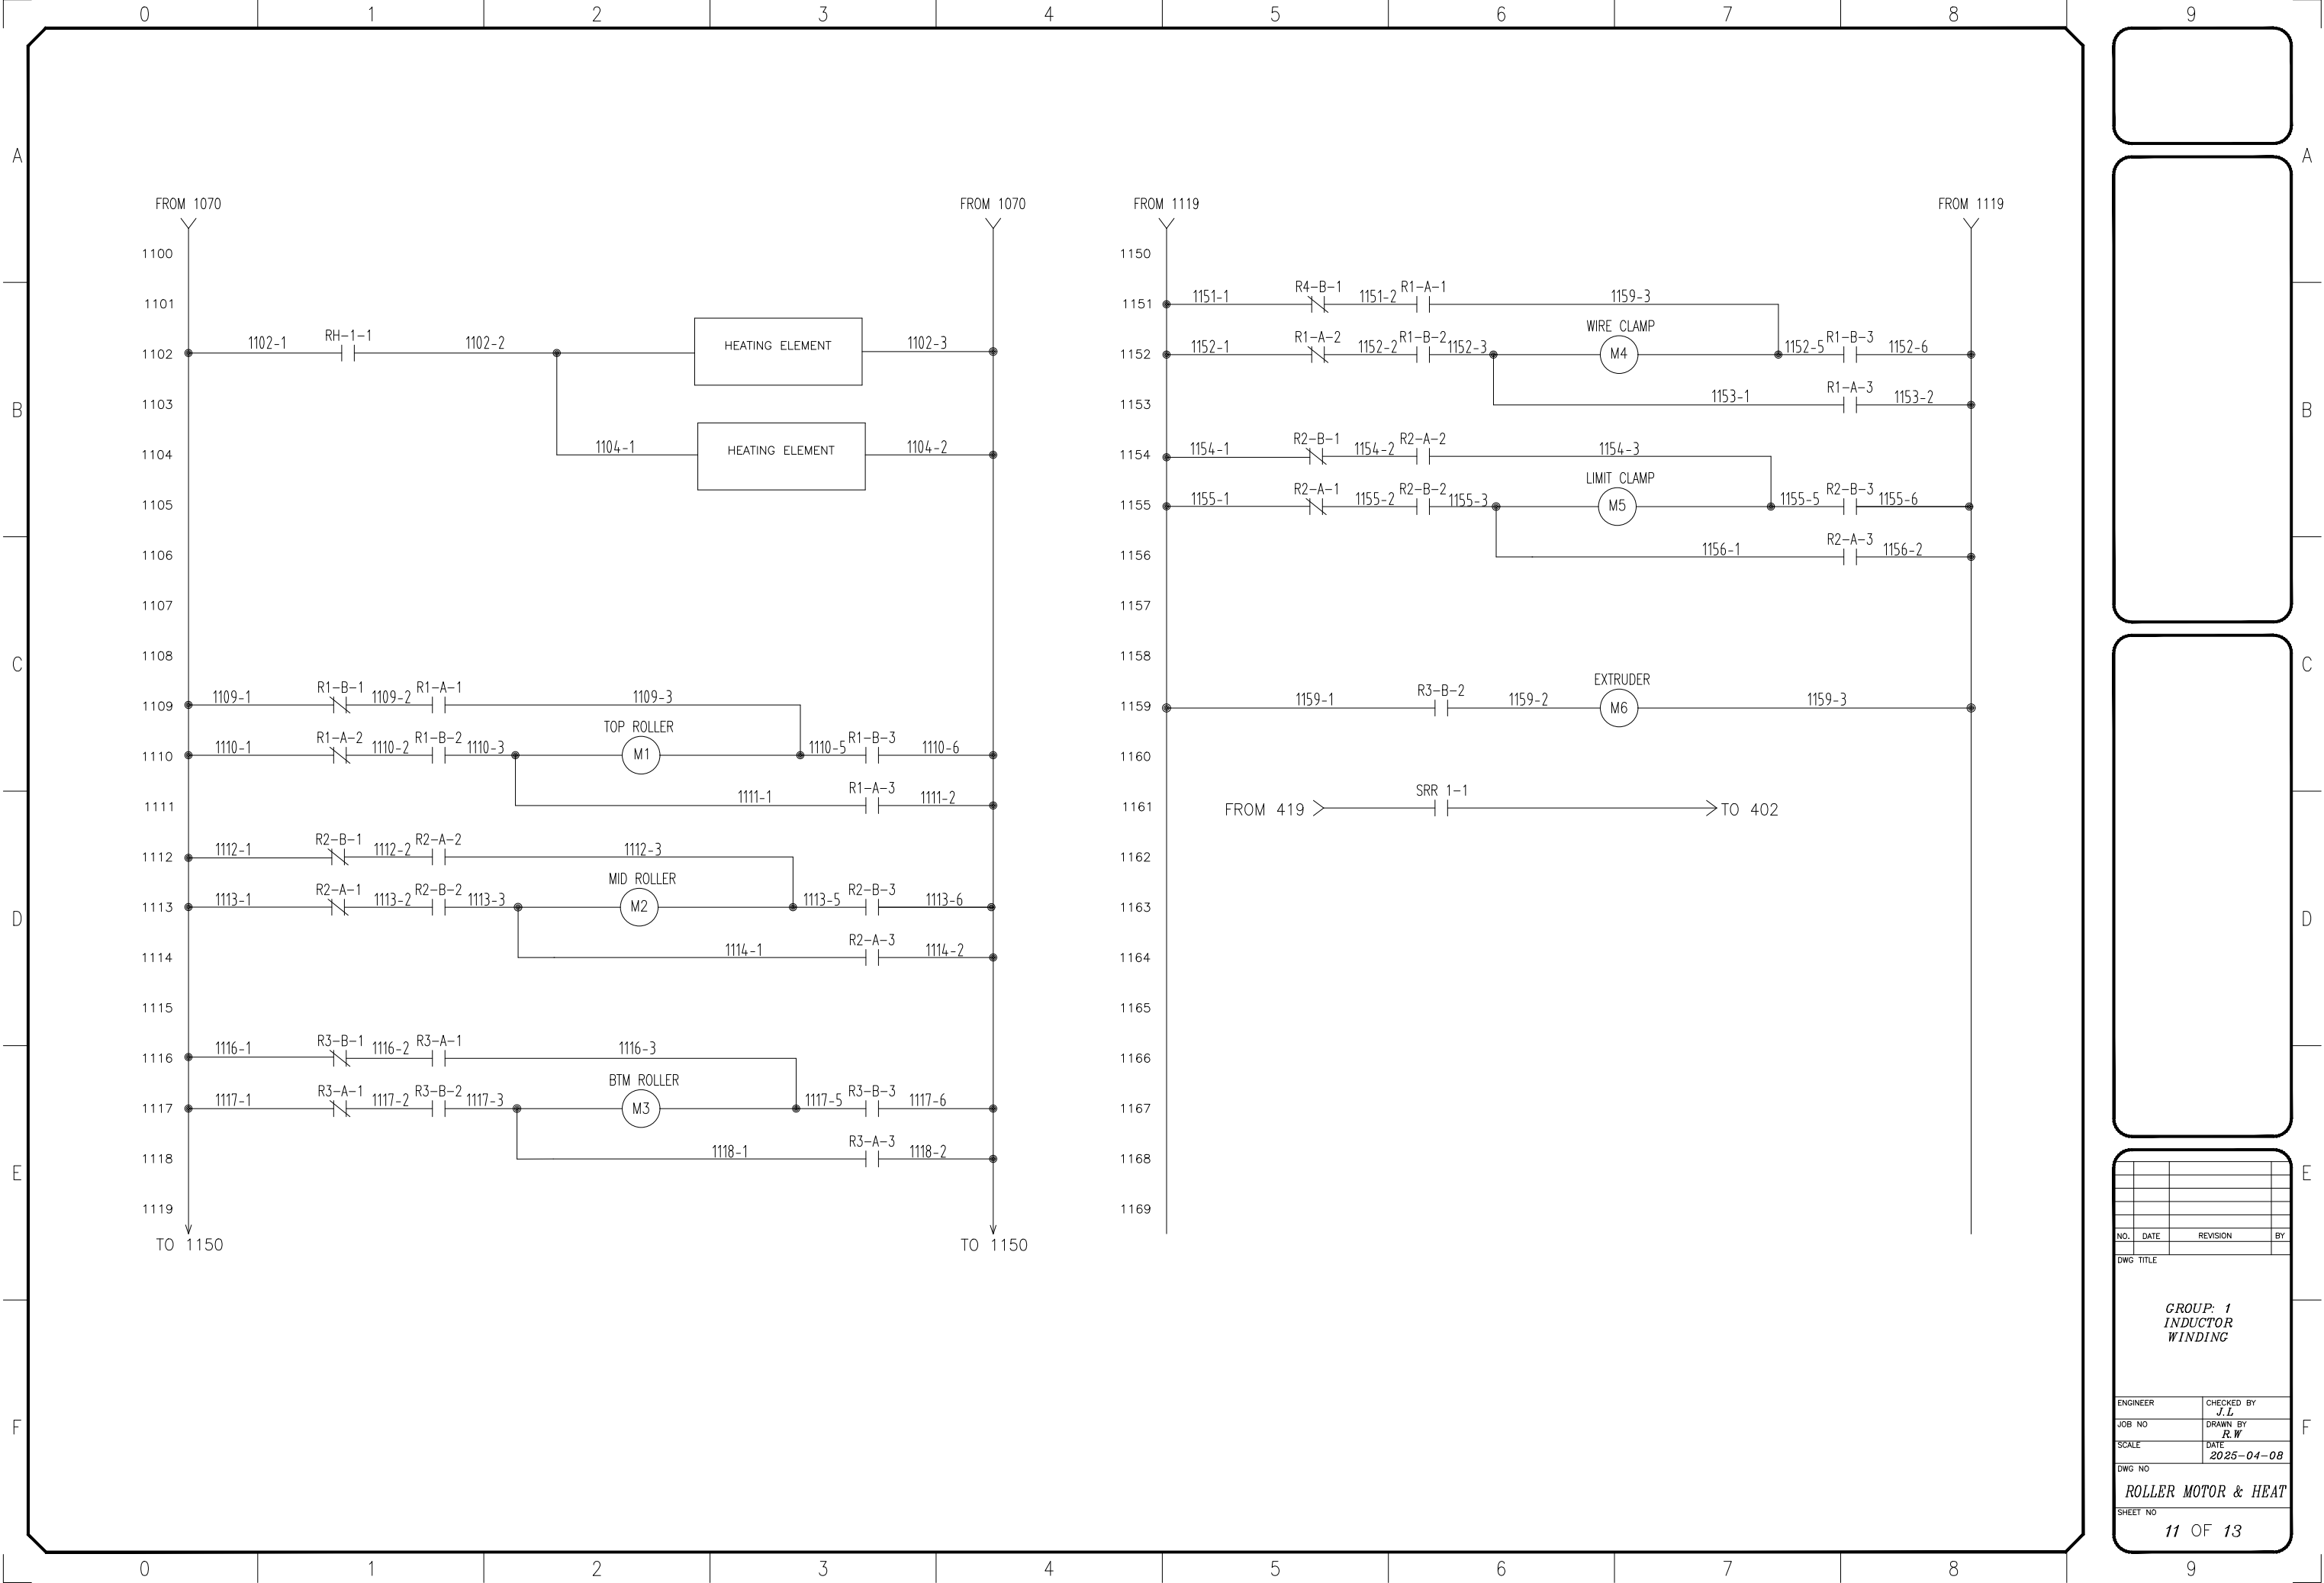 0 1 2 3 4 5 6 7 8 9
A A
FROM 1070 FROM 1070 FROM 1119 FROM 1119
1100
1101
RH-1-1
1102 1102-1 1102-2 HEATING ELEMENT 1102-3
1103
1104 1104-1 HEATING ELEMENT 1104-2
1105
1106
1107
1108
R1-B-1 R1-A-1
1109 1109-1 1109-2 1109-3
TOP ROLLER
R1-A-2 R1-B-2 R1-B-3
1110 1110-1 1110-2 1110-3 M1 1110-5 1110-6
R1-A-3
1111 1111-1 1111-2
R2-B-1 R2-A-2
1112 1112-1 1112-2 1112-3
MID ROLLER
R2-A-1 R2-B-2 R2-B-3
1113 1113-1 1113-2 1113-3 M2 1113-5 1113-6
R2-A-3
1114 1114-1 1114-2
1115
R3-B-1 R3-A-1
1116 1116-1 1116-2 1116-3
BTM ROLLER
R3-A-1 R3-B-2 R3-B-3
1117 1117-1 1117-2 1117-3 M3 1117-5 1117-6
R3-A-3
1118 1118-1 1118-2
1119
TO 1150 TO 1150
1150
R4-B-1 R1-A-1
1151 1151-1 1151-2 1159-3
WIRE CLAMP
R1-A-2 R1-B-2 R1-B-3
1152 1152-1 1152-2 1152-3 M4 1152-5 1152-6
R1-A-3
1153-1 1153-2
1153
R2-B-1 R2-A-2
1154 1154-1 1154-2 1154-3
LIMIT CLAMP
R2-A-1 R2-B-2 R2-B-3
1155 1155-1 1155-2 1155-3 M5 1155-5 1155-6
R2-A-3
1156 1156-1 1156-2
1157
1158
EXTRUDER
R3-B-2
1159 1159-1 1159-2 M6 1159-3
1160
SRR 1-1
1161 FROM 419 TO 402
1162
1163
1164
1165
1166
1167
1168
1169
B B
C C
D D
E E
F F
NO. DATE REVISION BY
DWG TITLE
GROUP: 1
INDUCTOR
WINDING
ENGINEER CHECKED BY
J.L
JOB NO DRAWN BY
R.W
SCALE DATE
2025-04-08
DWG NO
ROLLER MOTOR & HEAT
SHEET NO
11 OF 13
0 1 2 3 4 5 6 7 8 9